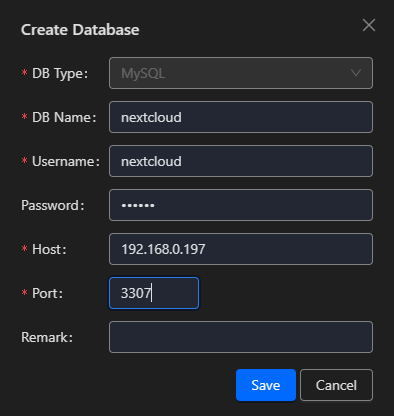 Create Database
* DB Type: MySQL
* DB Name: nextcloud
* Username: nextcloud
Password: ••••••
* Host: 192.168.0.197
* Port: 3307
Remark:
Save Cancel